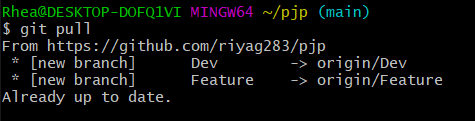 Rhea@DESKTOP-DOFQ1VI MINGW64 ~/pjp (main)
$ git pull
From https://github.com/riyag283/pjp
 * [new branch]      Dev        -> origin/Dev
 * [new branch]      Feature    -> origin/Feature
Already up to date.